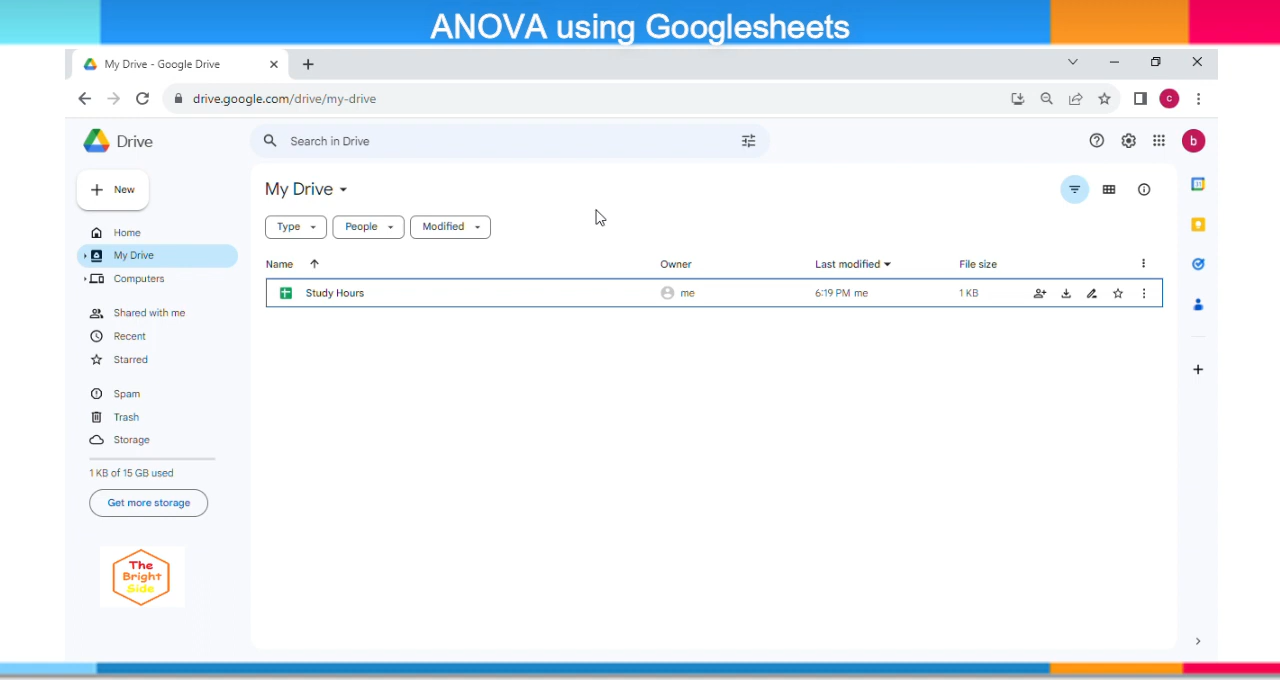 ANOVA using Googlesheets
My Drive - Google Drive
drive.google.com/drive/my-drive
c
Drive
Search in Drive
b
New
My Drive
Type
People
Modified
Home
My Drive
Computers
Name
Owner
Last modified
File size
Study Hours
me
6:19 PM me
1 KB
Shared with me
Recent
Starred
Spam
Trash
Storage
1 KB of 15 GB used
Get more storage
The
Bright
Side